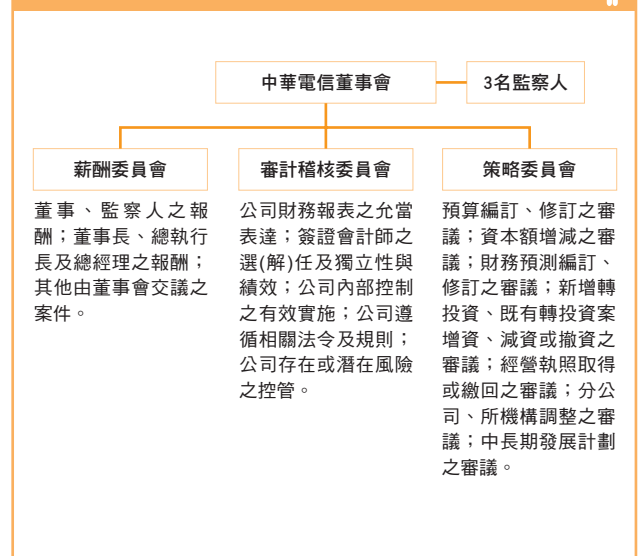 中華電信董事會
3名監察人
薪酬委員會
董事、監察人之報
酬；董事長、總執行
長及總經理之報酬；
其他由董事會交議之
案件。
審計稽核委員會
公司財務報表之允當
表達；簽證會計師之
選(解)任及獨立性與
績效；公司內部控制
之有效實施；公司遵
循相關法令及規則；
公司存在或潛在風險
之控管。
策略委員會
預算編訂、修訂之審
議；資本額增減之審
議；財務預測編訂、
修訂之審議；新增轉
投資、既有轉投資案
增資、減資或撤資之
審議；經營執照取得
或繳回之審議；分公
司、所機構調整之審
議；中長期發展計劃
之審議。